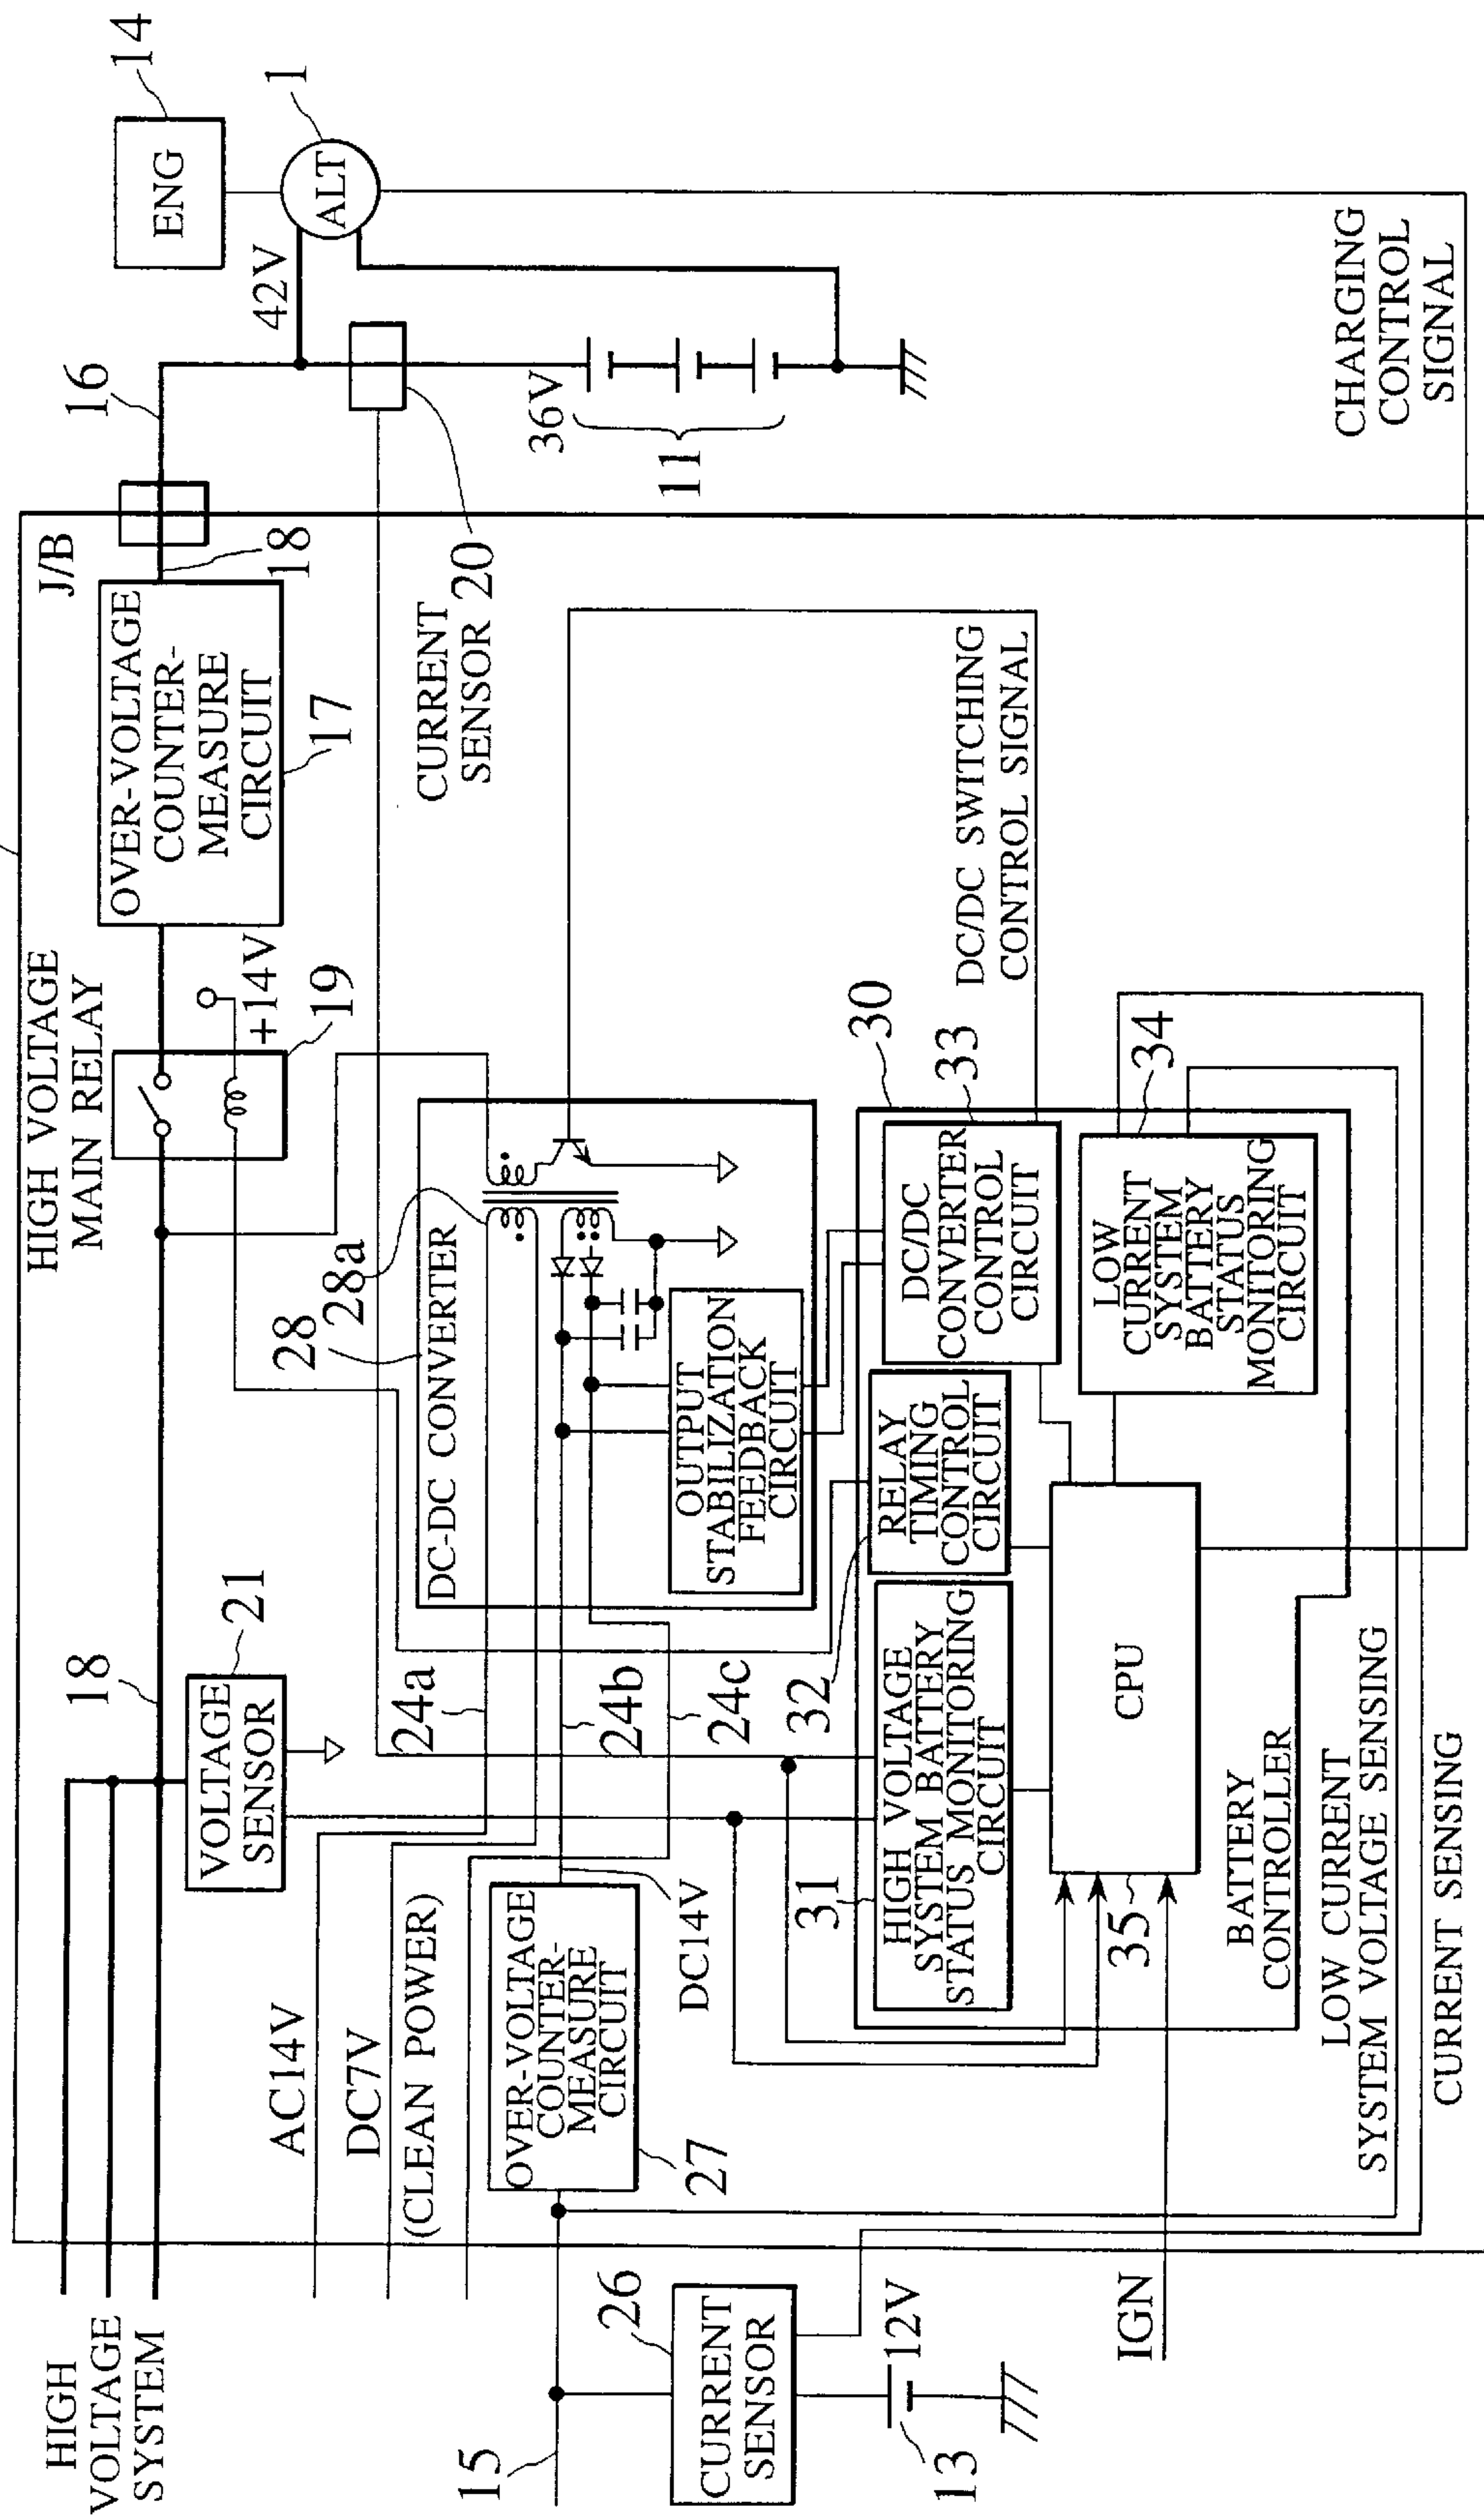 HIGH
VOLTAGE
SYSTEM
18
HIGH VOLTAGE
MAIN RELAY
+14V
19
OVER-VOLTAGE
COUNTER-
MEASURE
CIRCUIT
17
J/B
18
16
14
ENG
1
ALT
42V
VOLTAGE
SENSOR
21
AC14V
DC7V
(CLEAN POWER)
28
28a
CURRENT
SENSOR 20
36V
11
24a
24b
24c
DC-DC CONVERTER
OUTPUT
STABILIZATION
FEEDBACK
CIRCUIT
15
OVER-VOLTAGE
COUNTER-
MEASURE
CIRCUIT
27
DC14V
CURRENT
SENSOR
26
12V
13
30
DC/DC SWITCHING
CONTROL SIGNAL
31
HIGH VOLTAGE
SYSTEM BATTERY
STATUS MONITORING
CIRCUIT
32
RELAY
TIMING
CONTROL
CIRCUIT
33
DC/DC
CONVERTER
CONTROL
CIRCUIT
34
LOW
CURRENT
SYSTEM
BATTERY
STATUS
MONITORING
CIRCUIT
CPU
35
IGN
BATTERY
CONTROLLER
LOW CURRENT
SYSTEM VOLTAGE SENSING
CURRENT SENSING
CHARGING
CONTROL
SIGNAL